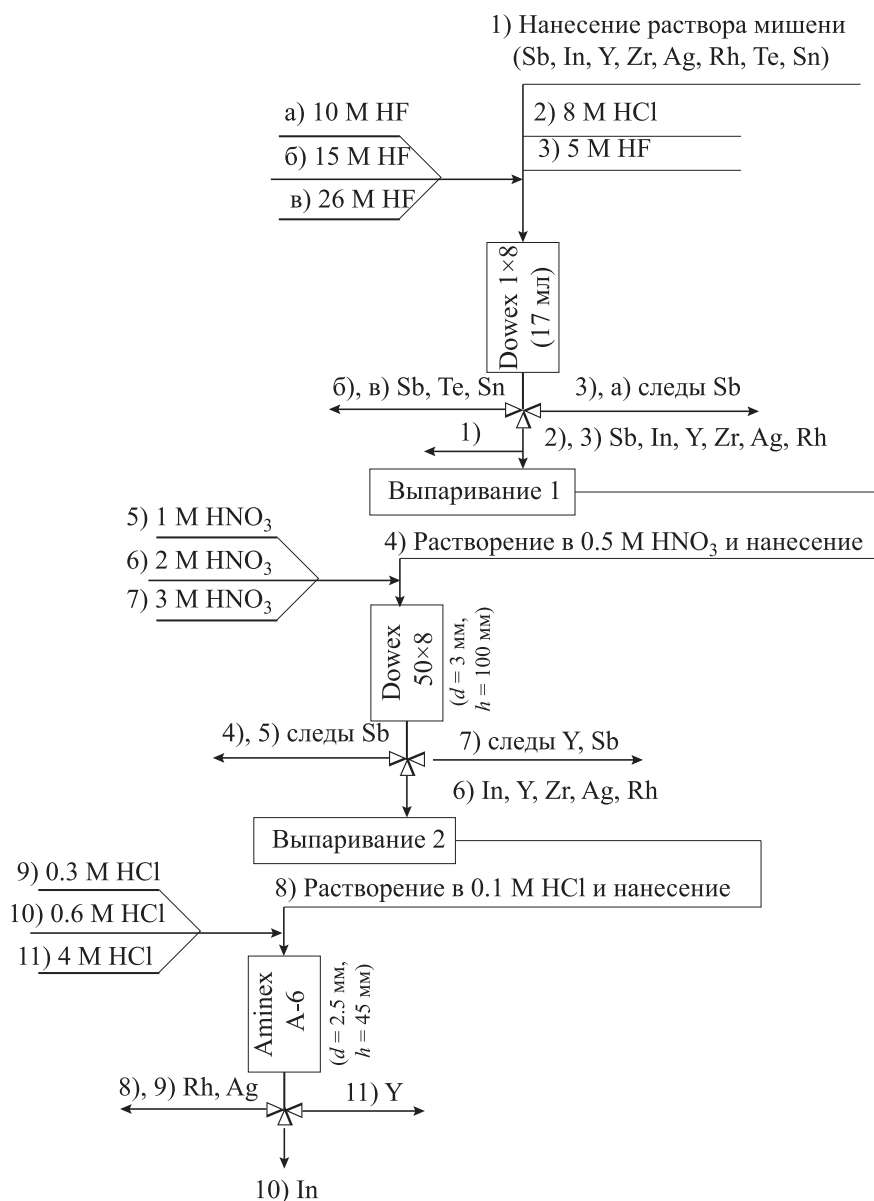 1) Нанесение раствора мишени
(Sb, In, Y, Zr, Ag, Rh, Te, Sn)
а) 10 М HF
б) 15 М HF
в) 26 М HF
2) 8 М HCl
3) 5 М HF
Dowex 1×8
(17 мл)
б), в) Sb, Te, Sn
3), а) следы Sb
1)
2), 3) Sb, In, Y, Zr, Ag, Rh
Выпаривание 1
5) 1 М HNO₃
6) 2 М HNO₃
7) 3 М HNO₃
4) Растворение в 0.5 М HNO₃ и нанесение
Dowex
50×8
(d = 3 мм,
h = 100 мм)
4), 5) следы Sb
7) следы Y, Sb
6) In, Y, Zr, Ag, Rh
Выпаривание 2
9) 0.3 М HCl
10) 0.6 М HCl
11) 4 М HCl
8) Растворение в 0.1 М HCl и нанесение
Aminex
A-6
(d = 2.5 мм,
h = 45 мм)
8), 9) Rh, Ag
11) Y
10) In